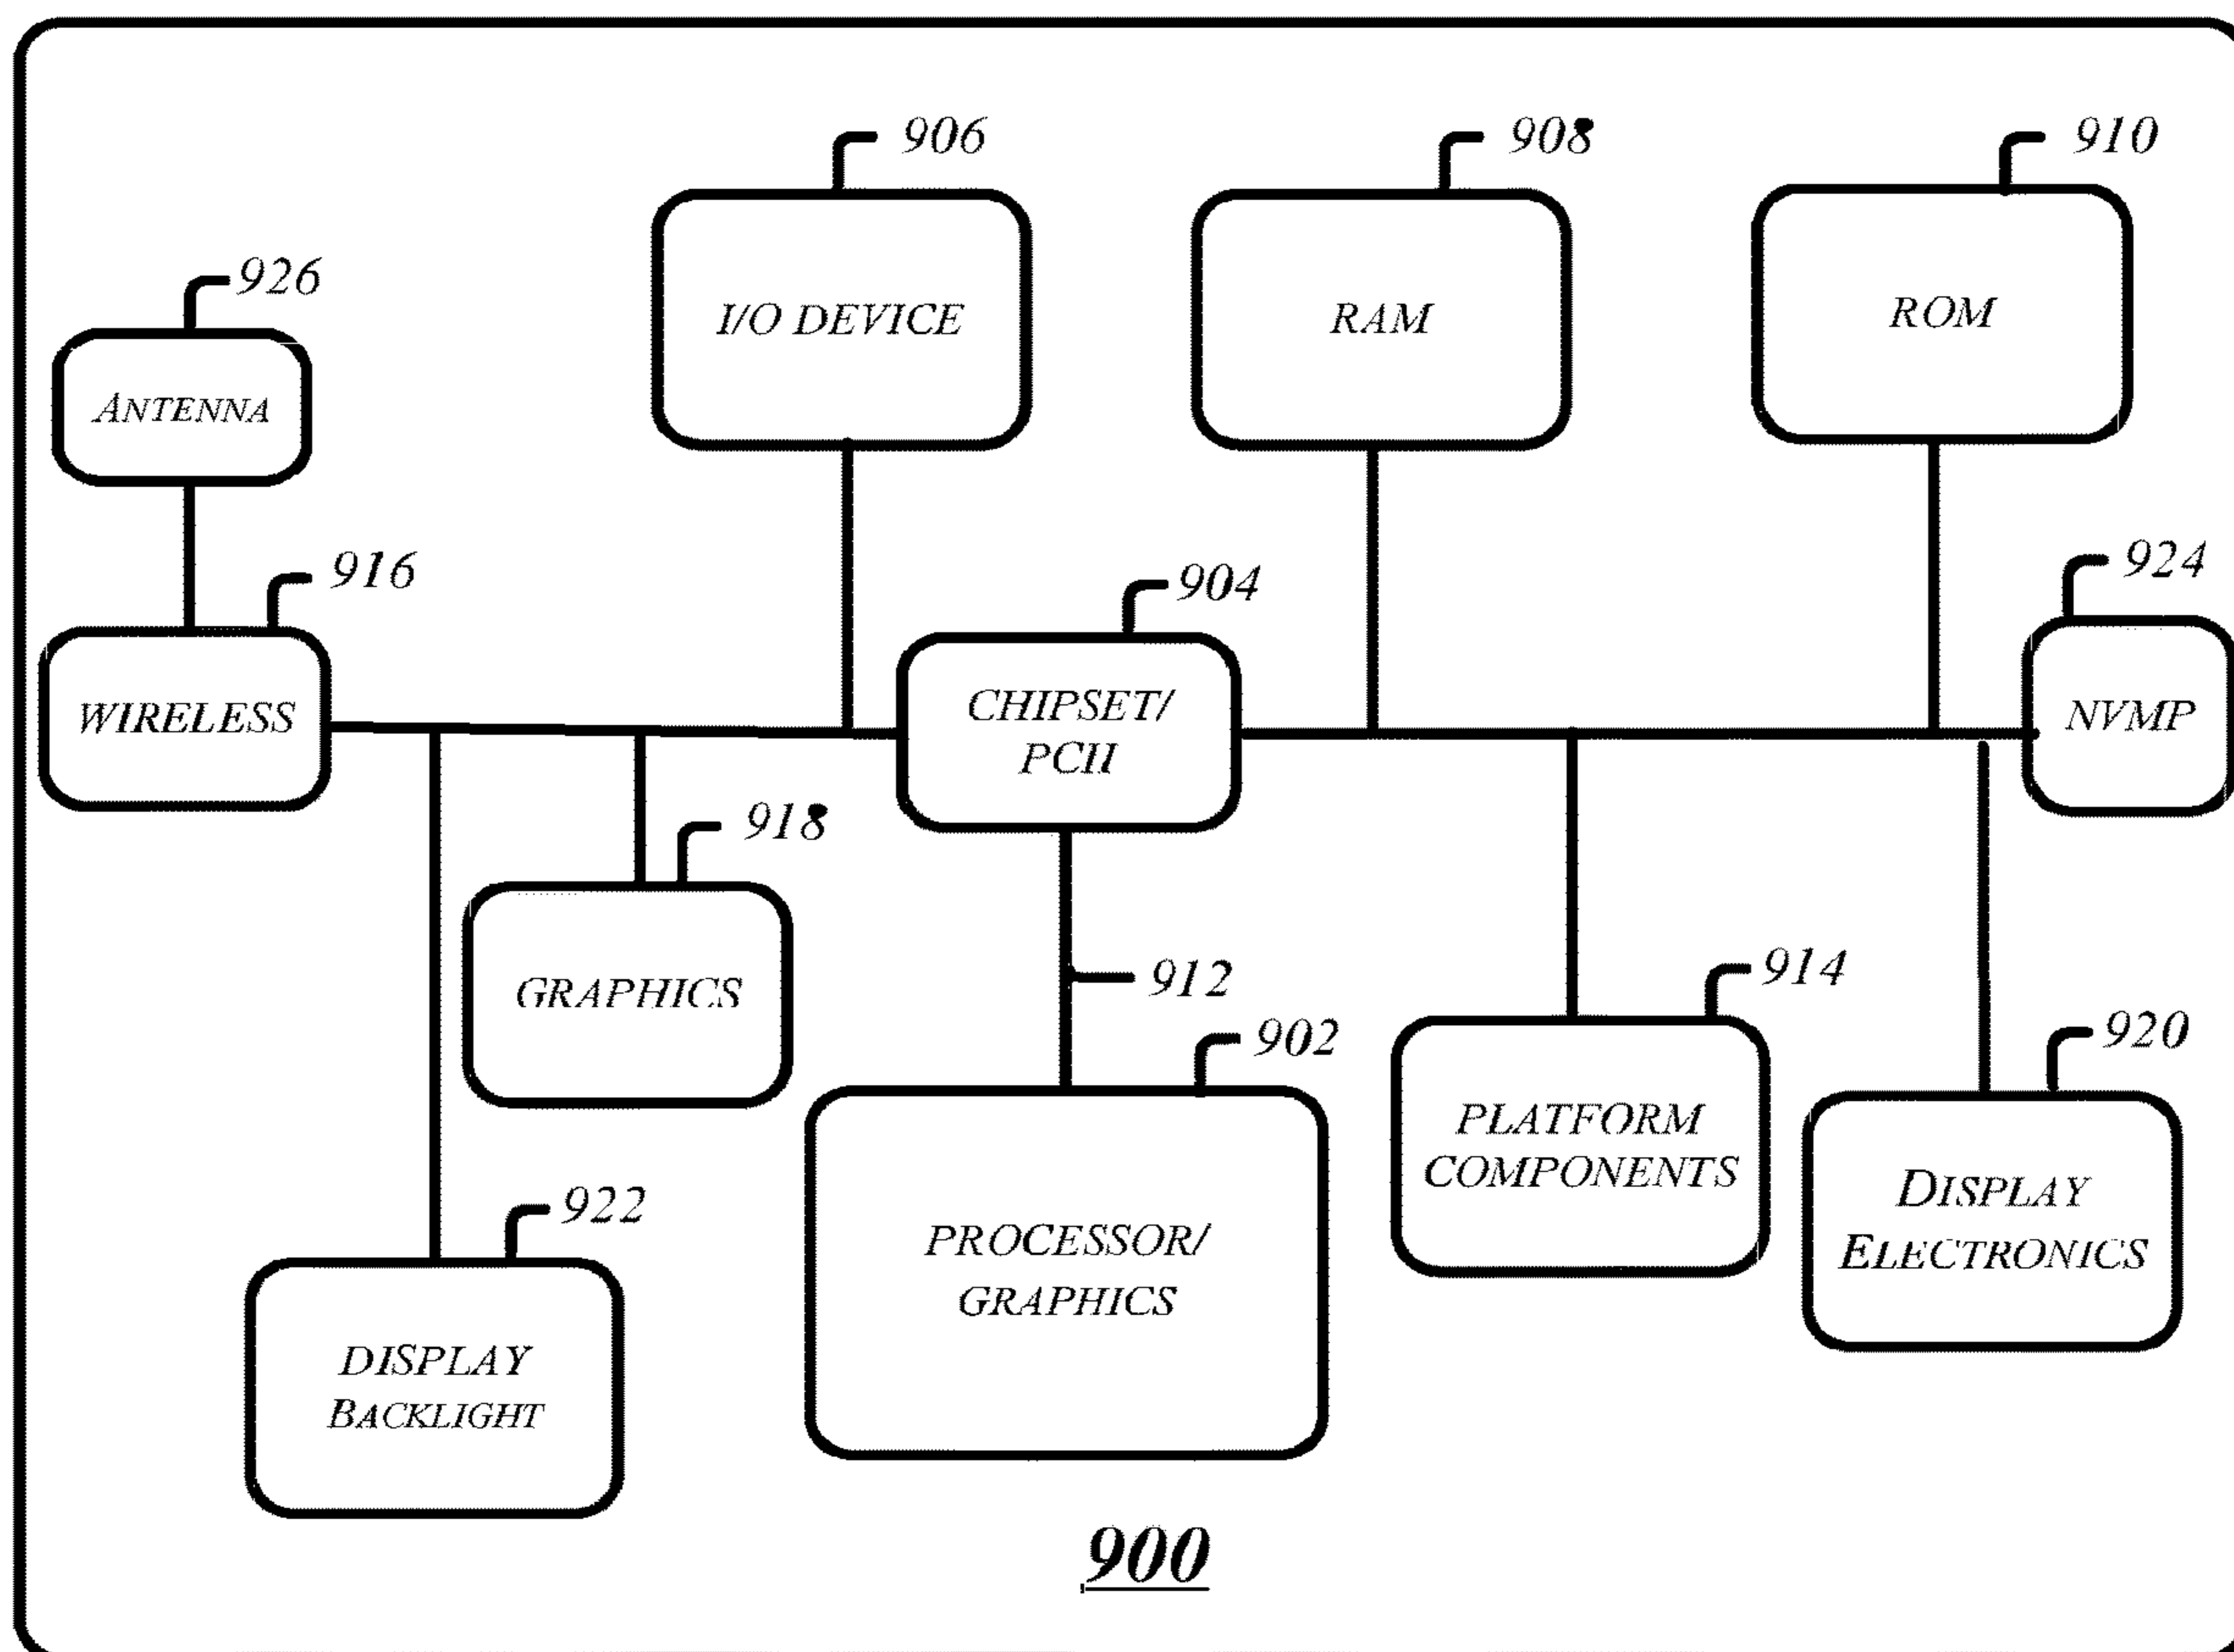 906
908
910
926
I/O DEVICE
RAM
ROM
ANTENNA
916
904
924
WIRELESS
CHIPSET/
PCH
NVMP
918
GRAPHICS
912
914
902
920
PLATFORM
COMPONENTS
DISPLAY
ELECTRONICS
922
PROCESSOR/
GRAPHICS
DISPLAY
BACKLIGHT
900